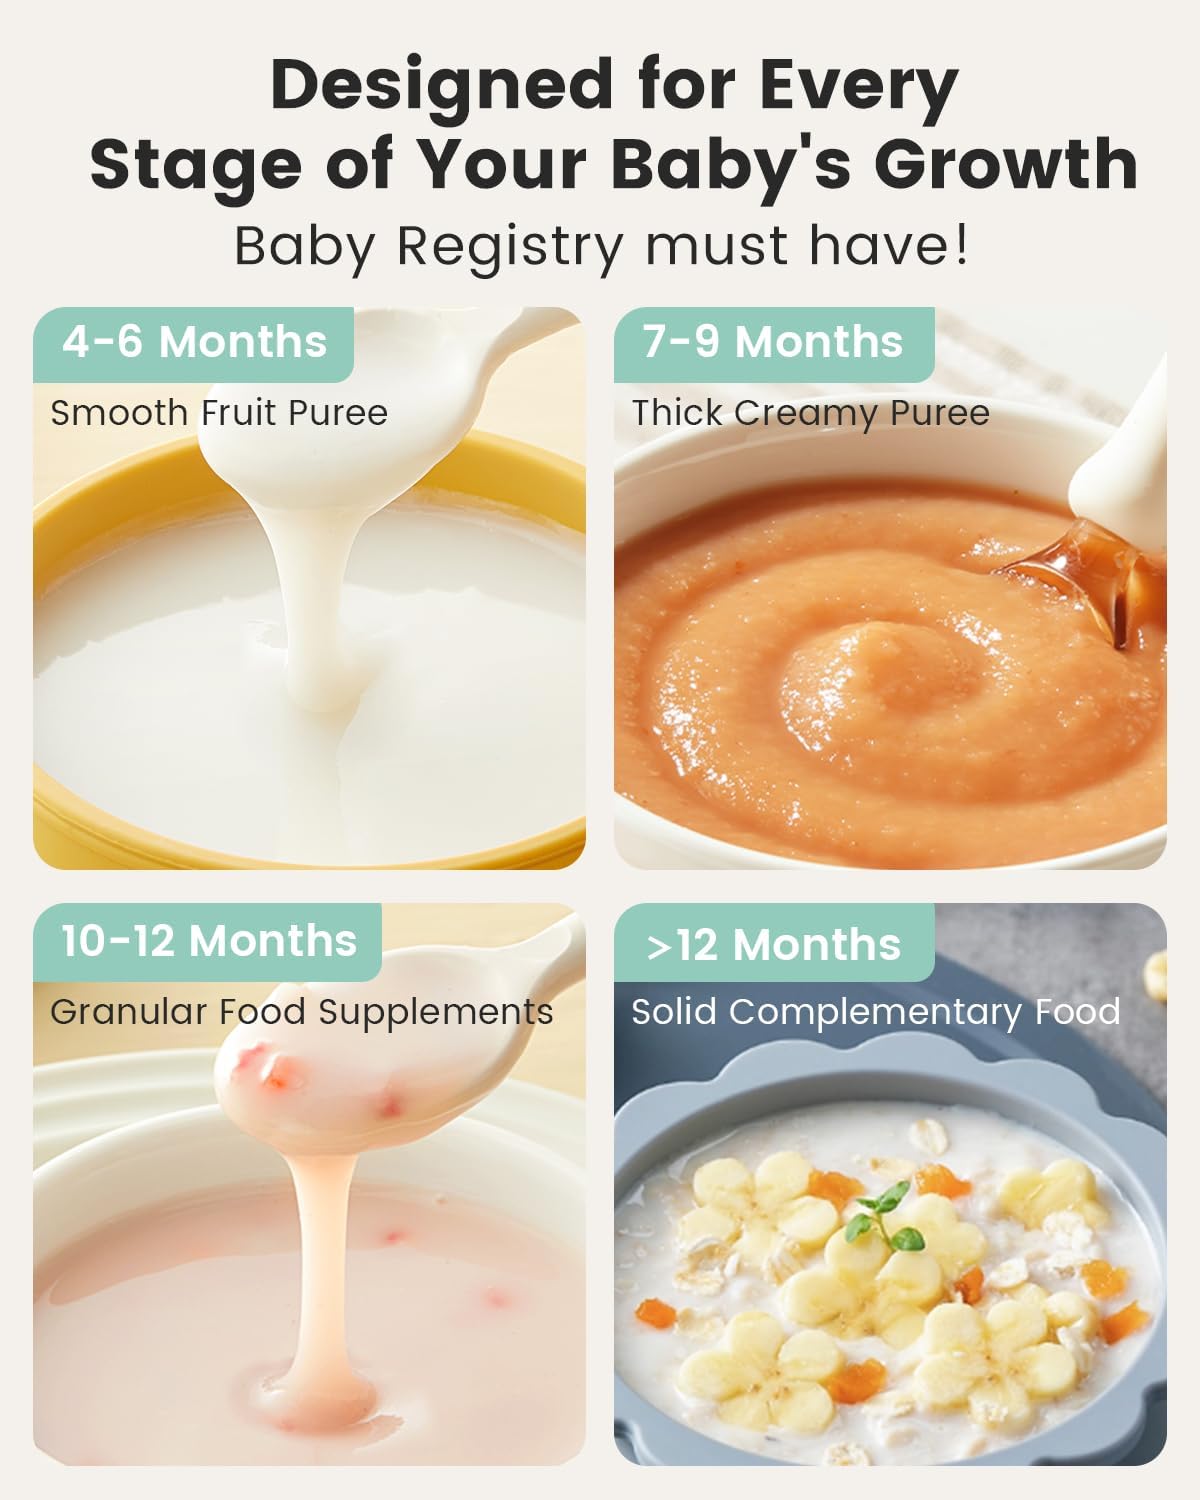 Designed for Every
Stage of Your Baby's Growth
Baby Registry must have!
4-6 Months
Smooth Fruit Puree
7-9 Months
Thick Creamy Puree
10-12 Months
Granular Food Supplements
>12 Months
Solid Complementary Food